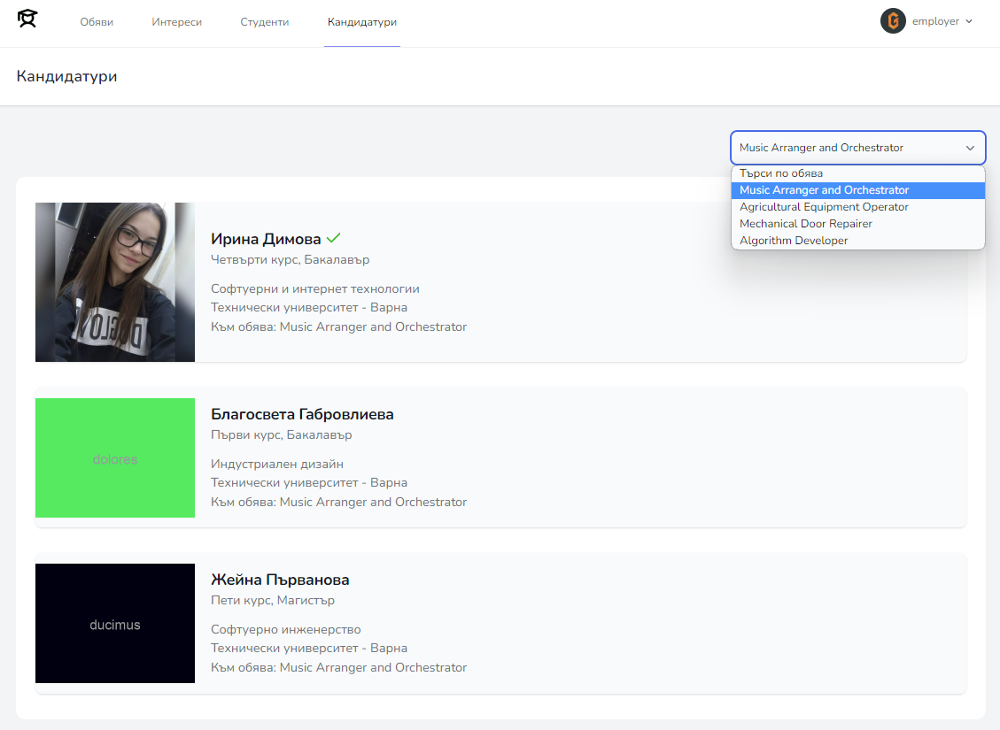 Обяви
Интереси
Студенти
Кандидатури
employer
Кандидатури
Music Arranger and Orchestrator
Търси по обява
Music Arranger and Orchestrator
Agricultural Equipment Operator
Mechanical Door Repairer
Algorithm Developer
Ирина Димова
Четвърти курс, Бакалавър
Софтуерни и интернет технологии
Технически университет - Варна
Към обява: Music Arranger and Orchestrator
dolores
Благосвета Габровлиева
Първи курс, Бакалавър
Индустриален дизайн
Технически университет - Варна
Към обява: Music Arranger and Orchestrator
ducimus
Жейна Първанова
Пети курс, Магистър
Софтуерно инженерство
Технически университет - Варна
Към обява: Music Arranger and Orchestrator